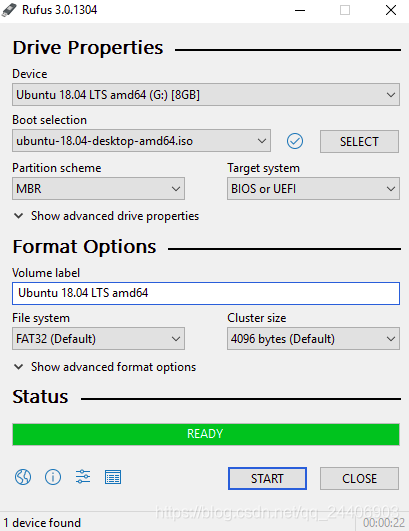 Rufus 3.0.1304
Drive Properties
Device
Ubuntu 18.04 LTS amd64 (G:) [8GB]
Boot selection
ubuntu-18.04-desktop-amd64.iso
SELECT
Partition scheme Target system
MBR BIOS or UEFI
Show advanced drive properties
Format Options
Volume label
Ubuntu 18.04 LTS amd64
File system Cluster size
FAT32 (Default) 4096 bytes (Default)
Show advanced format options
Status
READY
START CLOSE
https://blog.csdn.net/qq_24406903
1 device found 00:00:22